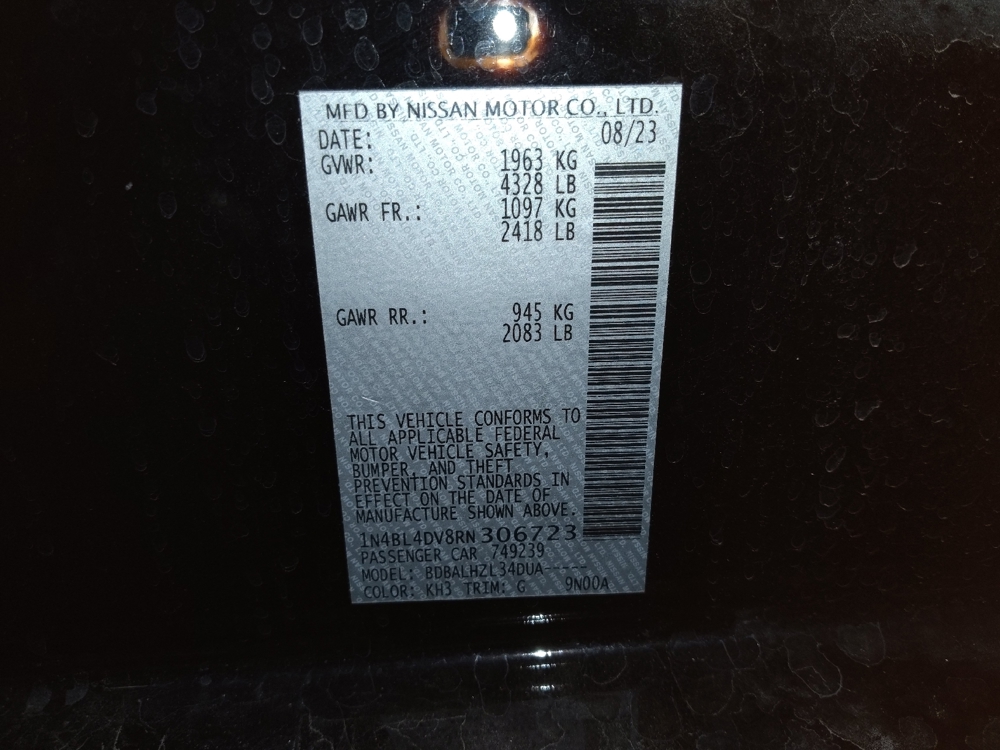 MFD BY NISSAN MOTOR CO., LTD.
DATE: 08/23
GVWR: 1963 KG
4328 LB
GAWR FR.: 1097 KG
2418 LB
GAWR RR.: 945 KG
2083 LB
THIS VEHICLE CONFORMS TO
ALL APPLICABLE FEDERAL
MOTOR VEHICLE SAFETY,
BUMPER, AND THEFT
PREVENTION STANDARDS IN
EFFECT ON THE DATE OF
MANUFACTURE SHOWN ABOVE.
1N4BL4DV8RN306723
PASSENGER CAR 749239
MODEL: BDBALHZL34DUA-----
COLOR: KH3 TRIM: G 9N00A